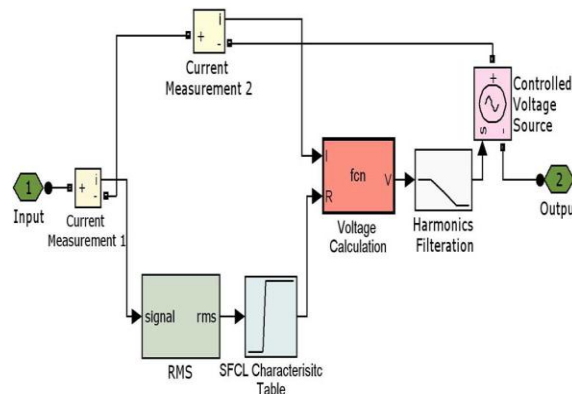 i
+
-
Current
Measurement 2
+
Controlled
Voltage
Source
s
-
1
Input
+
i
-
Current
Measurement 1
I
fcn
V
R
Voltage
Calculation
Harmonics
Filteration
2
Output
signal
rms
RMS
SFCL Characterisitc
Table